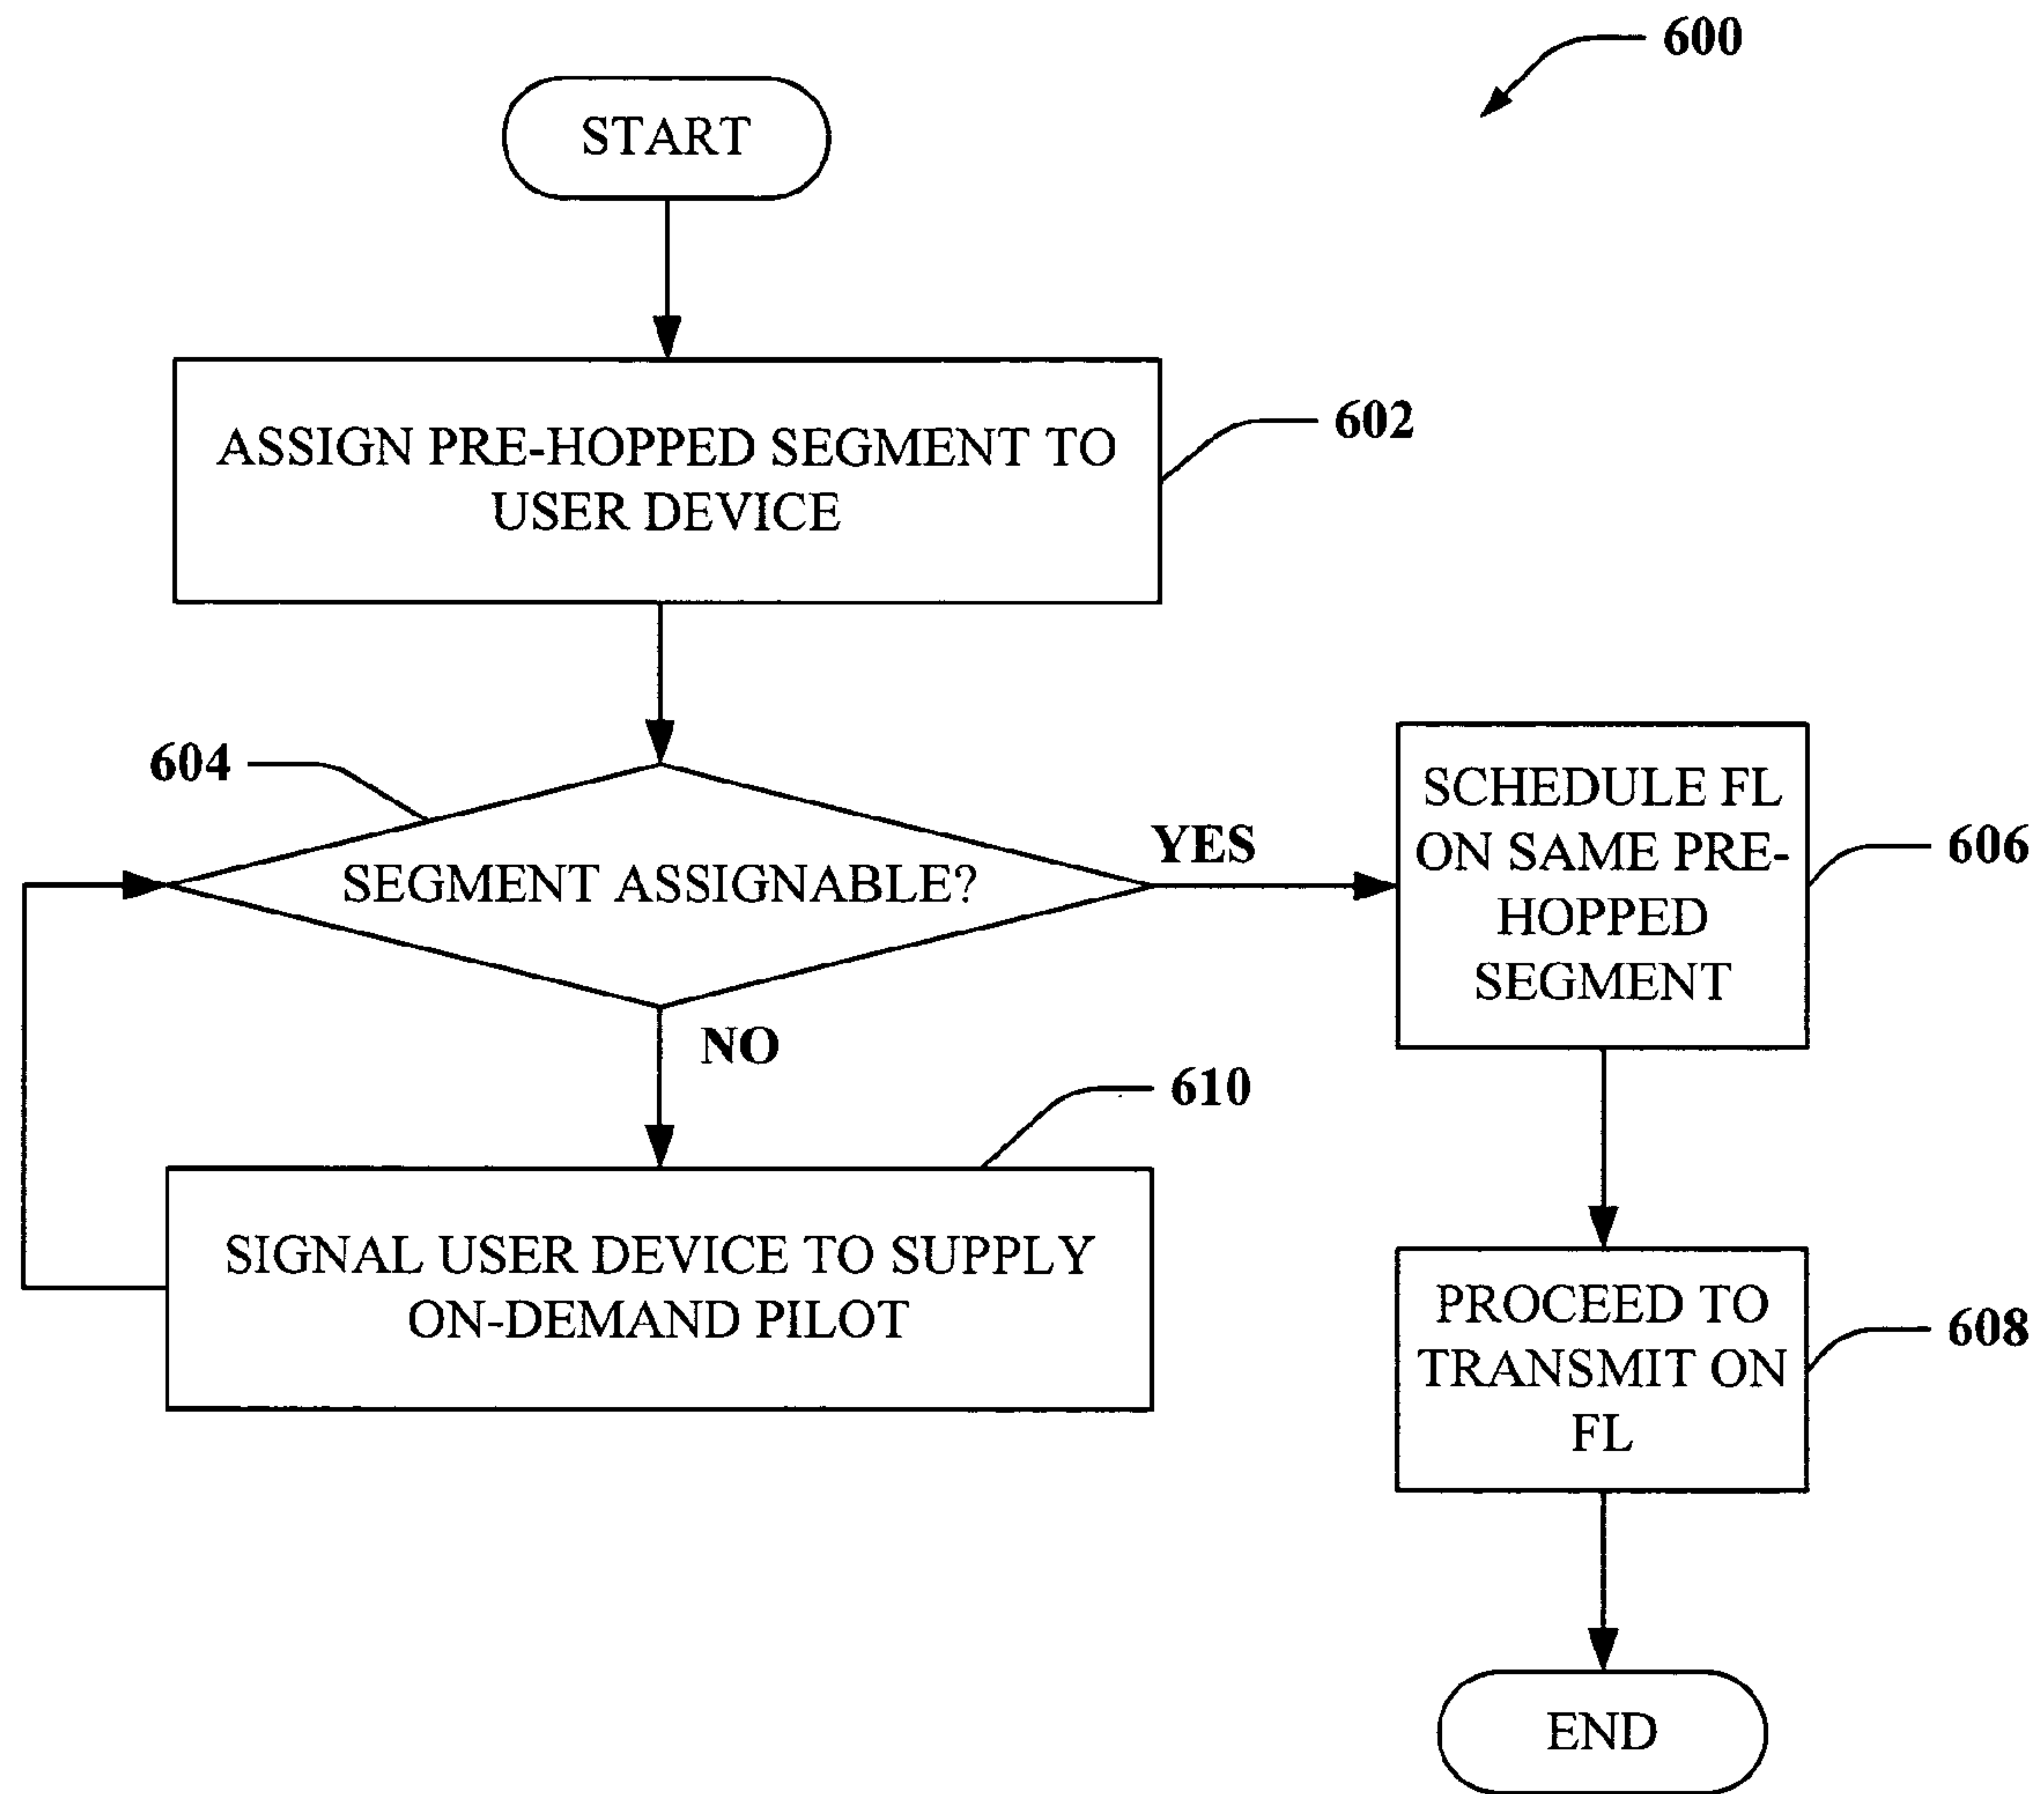 600
START
ASSIGN PRE-HOPPED SEGMENT TO
USER DEVICE
602
604
SEGMENT ASSIGNABLE?
YES
NO
SCHEDULE FL
ON SAME PRE-
HOPPED
SEGMENT
606
610
SIGNAL USER DEVICE TO SUPPLY
ON-DEMAND PILOT
PROCEED TO
TRANSMIT ON
FL
608
END